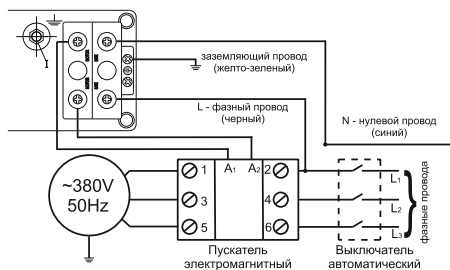 заземляющий провод
(желто-зеленый)
L - фазный провод
(черный)
N - нулевой провод
(синий)
1
A1 A2
2
3
4
5
6
~380V
50Hz
L1
L2
L3
фазные провода
Пускатель
электромагнитный
Выключатель
автоматический